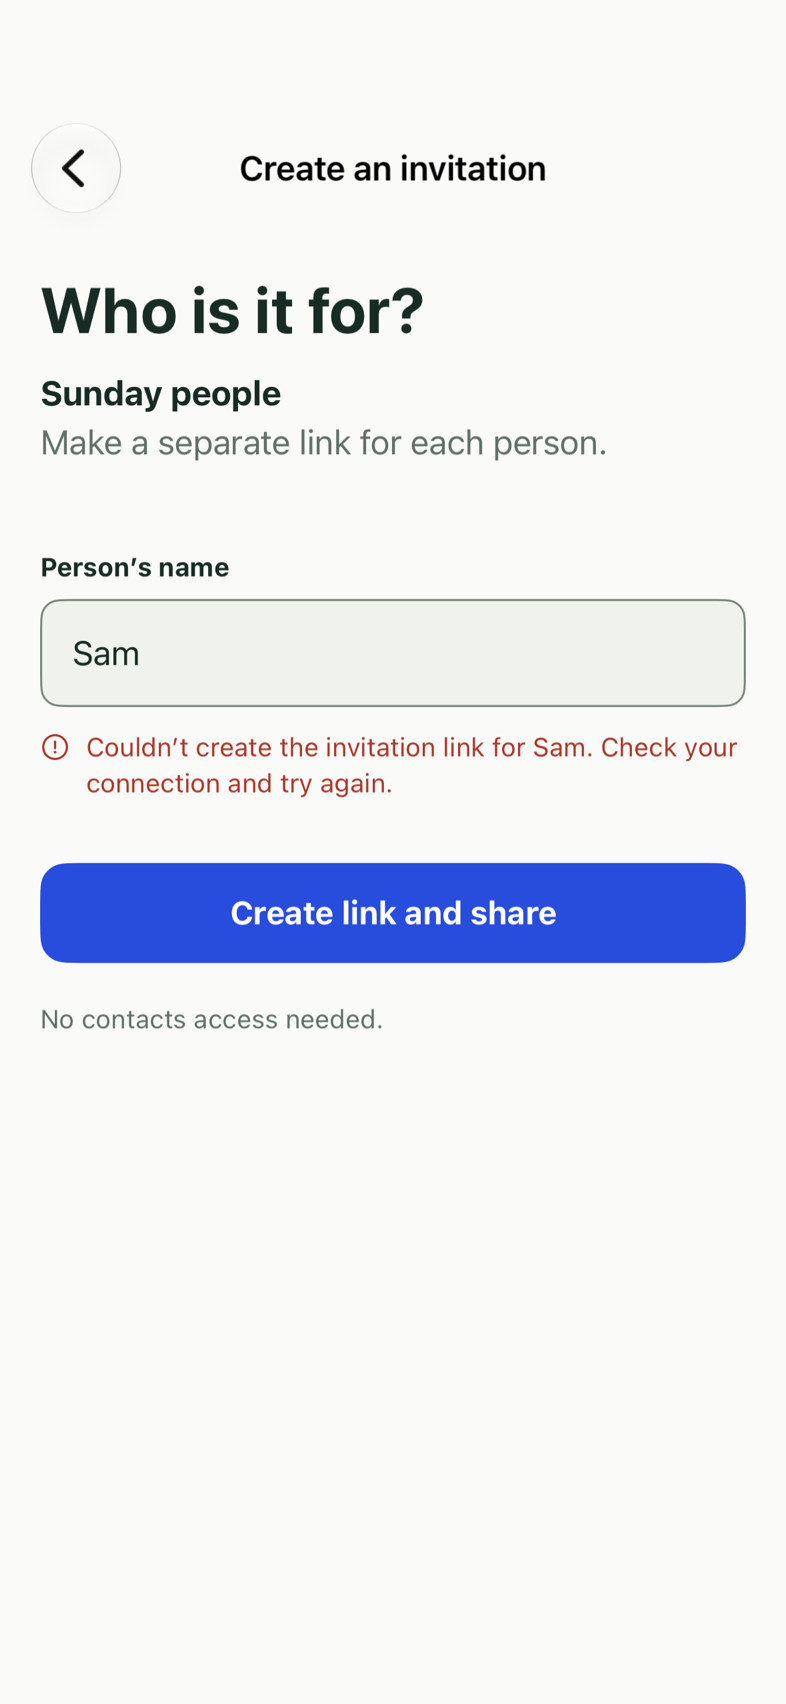 Create an invitation
Who is it for?
Sunday people
Make a separate link for each person.
Person’s name
Sam
Couldn’t create the invitation link for Sam. Check your
connection and try again.
Create link and share
No contacts access needed.